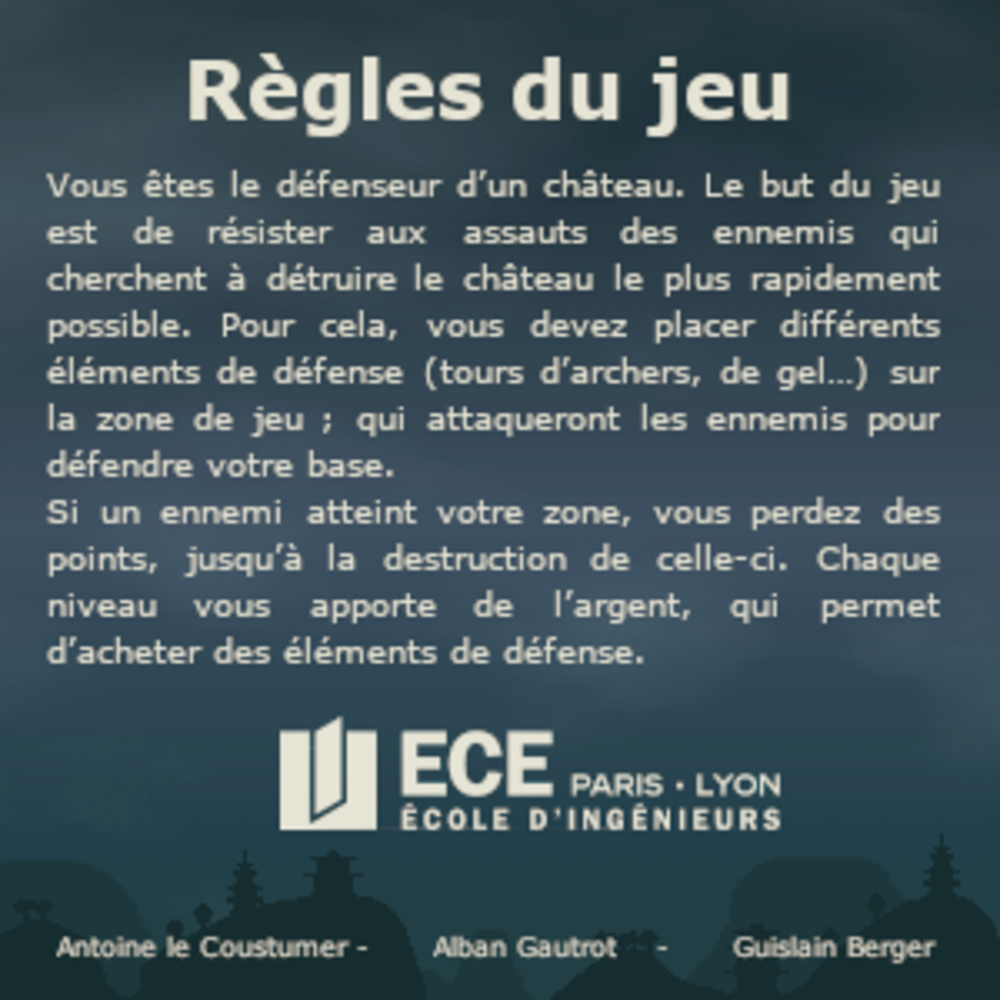 Règles du jeu
Vous êtes le défenseur d’un château. Le but du jeu
est de résister aux assauts des ennemis qui
cherchent à détruire le château le plus rapidement
possible. Pour cela, vous devez placer différents
éléments de défense (tours d’archers, de gel...) sur
la zone de jeu ; qui attaqueront les ennemis pour
défendre votre base.
Si un ennemi atteint votre zone, vous perdez des
points, jusqu’à la destruction de celle-ci. Chaque
niveau vous apporte de l’argent, qui permet
d’acheter des éléments de défense.
ECE PARIS · LYON
ÉCOLE D'INGÉNIEURS
Antoine le Coustumer - Alban Gautrot - Guislain Berger